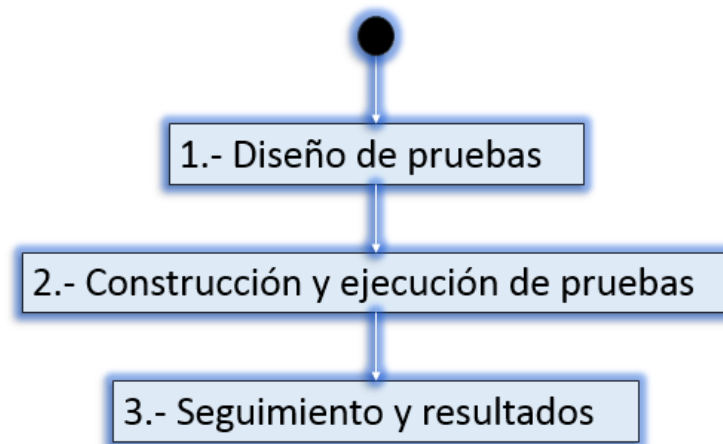 1.- Diseño de pruebas
2.- Construcción y ejecución de pruebas
3.- Seguimiento y resultados